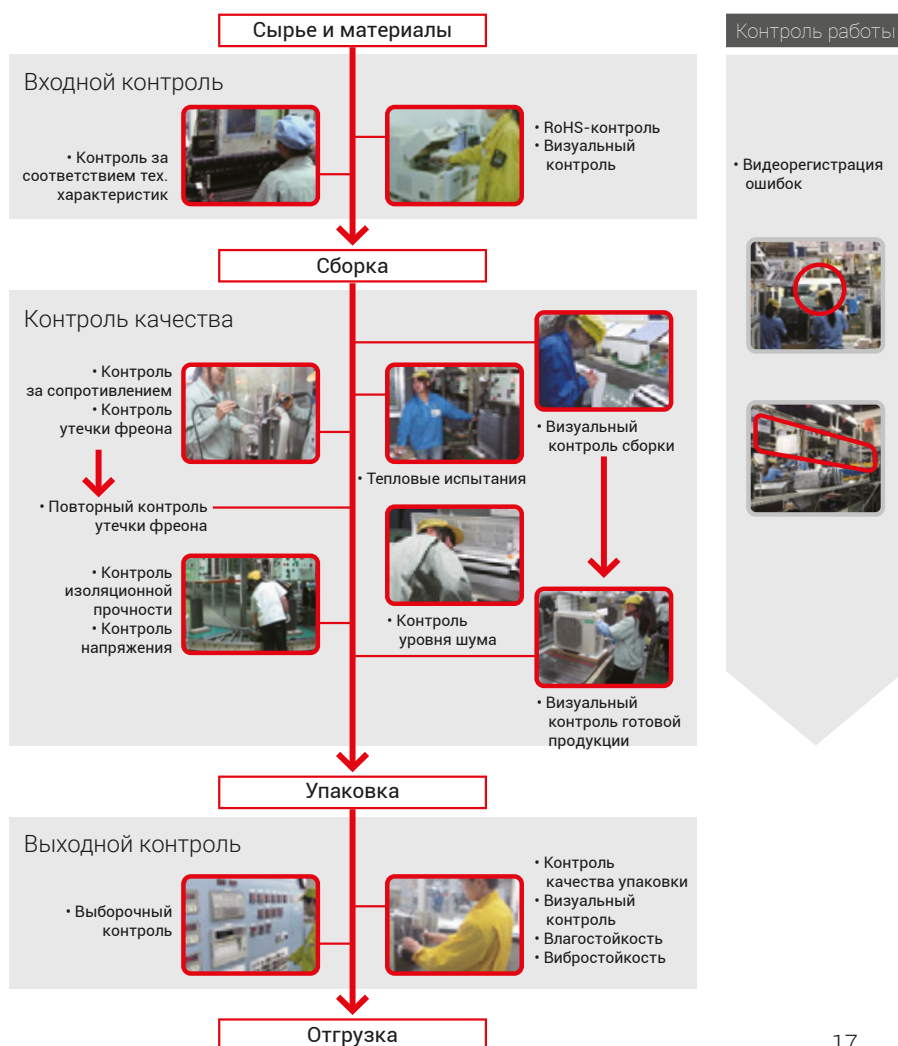 Сырье и материалы
Контроль работы
Входной контроль
• Контроль за
соответствием тех.
характеристик
• RoHS-контроль
• Визуальный
контроль
• Видеорегистрация
ошибок
Сборка
Контроль качества
• Контроль
за сопротивлением
• Контроль
утечки фреона
• Повторный контроль
утечки фреона
• Тепловые испытания
• Визуальный
контроль сборки
• Контроль
изоляционной
прочности
• Контроль
напряжения
• Контроль
уровня шума
• Визуальный
контроль готовой
продукции
Упаковка
Выходной контроль
• Выборочный
контроль
• Контроль
качества упаковки
• Визуальный
контроль
• Влагостойкость
• Вибростойкость
Отгрузка
17